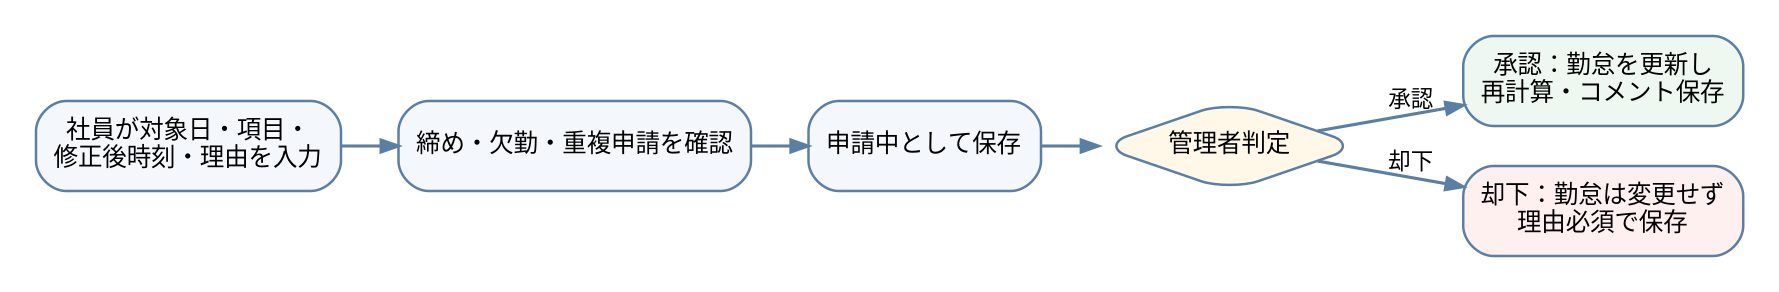 社員が対象日・項目・
修正後時刻・理由を入力
締め・欠勤・重複申請を確認
申請中として保存
管理者判定
承認
承認：勤怠を更新し
再計算・コメント保存
却下
却下：勤怠は変更せず
理由必須で保存